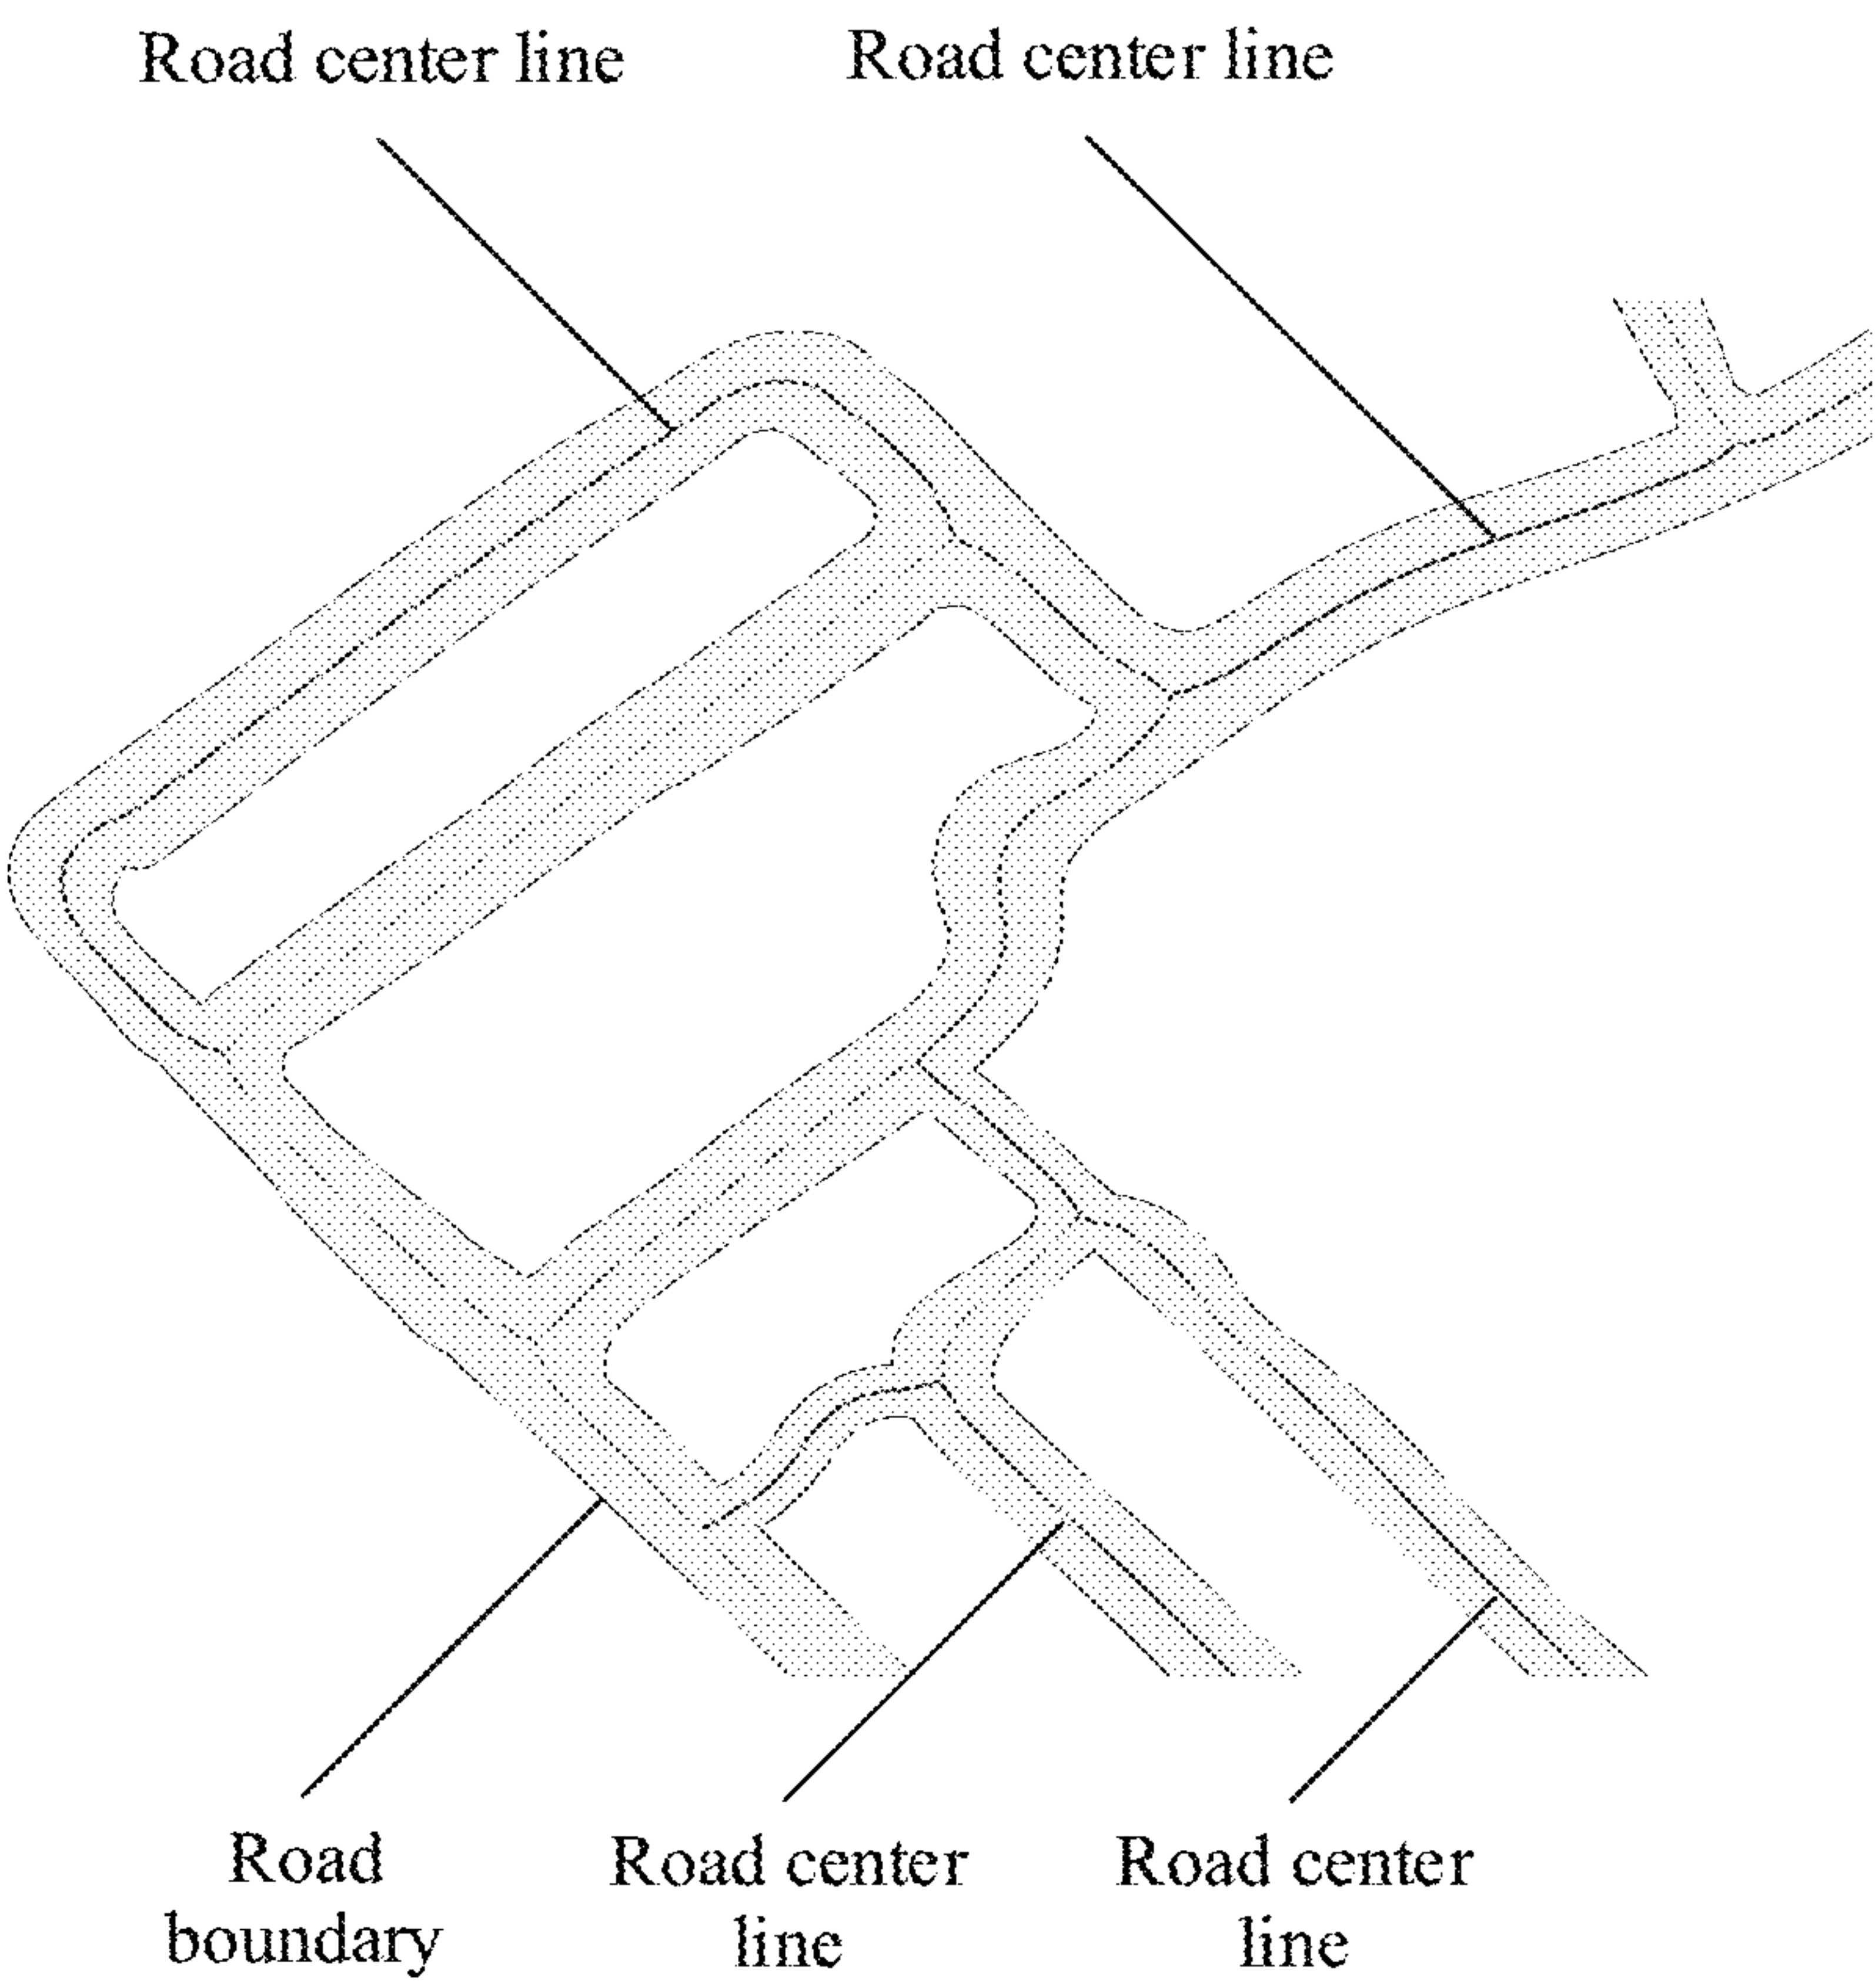 Road center line
Road center line
Road
boundary
Road center
line
Road center
line